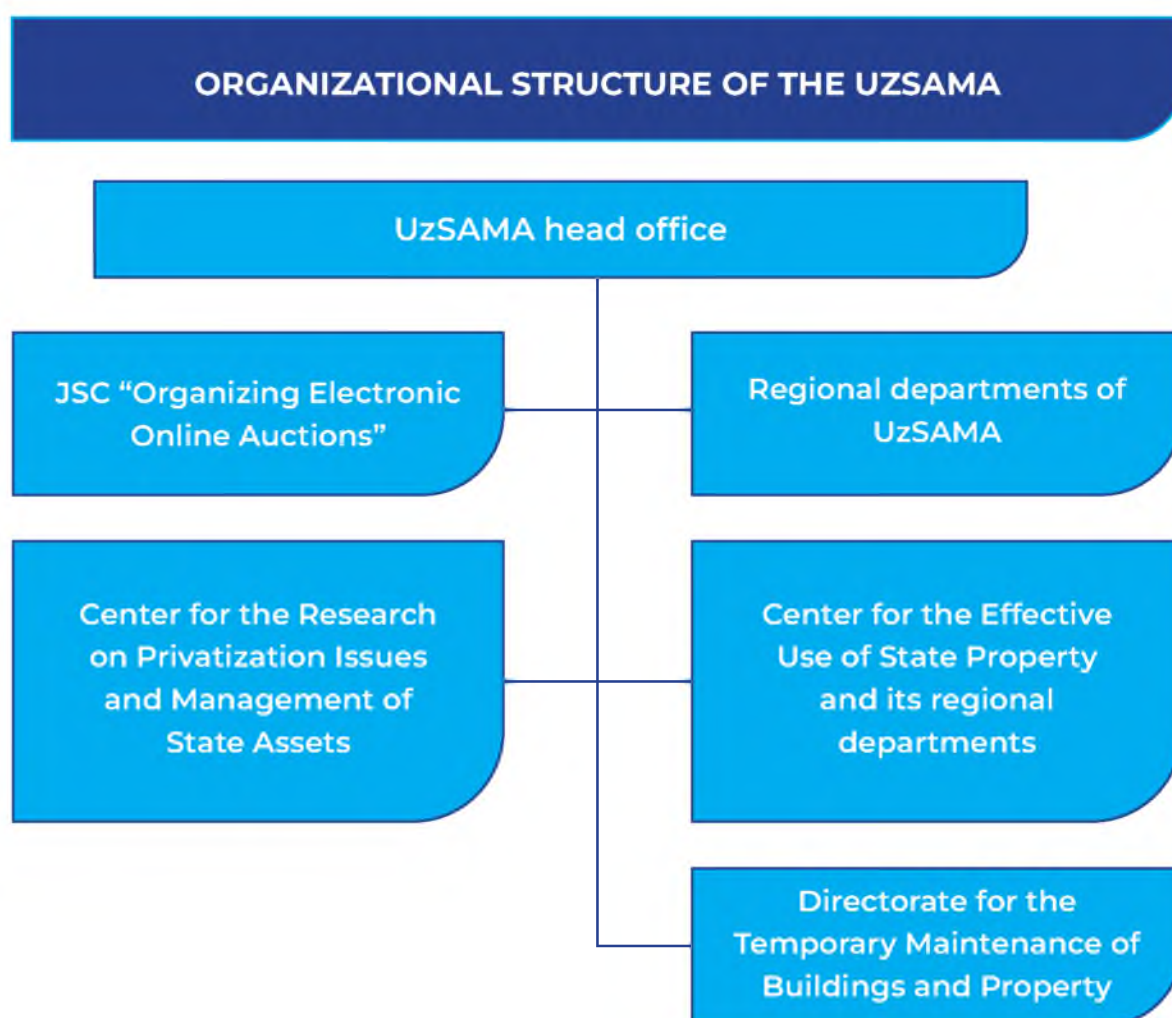 ORGANIZATIONAL STRUCTURE OF THE UZSAMA
UzSAMA head office
JSC “Organizing Electronic
Online Auctions”
Regional departments of
UzSAMA
Center for the Research
on Privatization Issues
and Management of
State Assets
Center for the Effective
Use of State Property
and its regional
departments
Directorate for the
Temporary Maintenance of
Buildings and Property